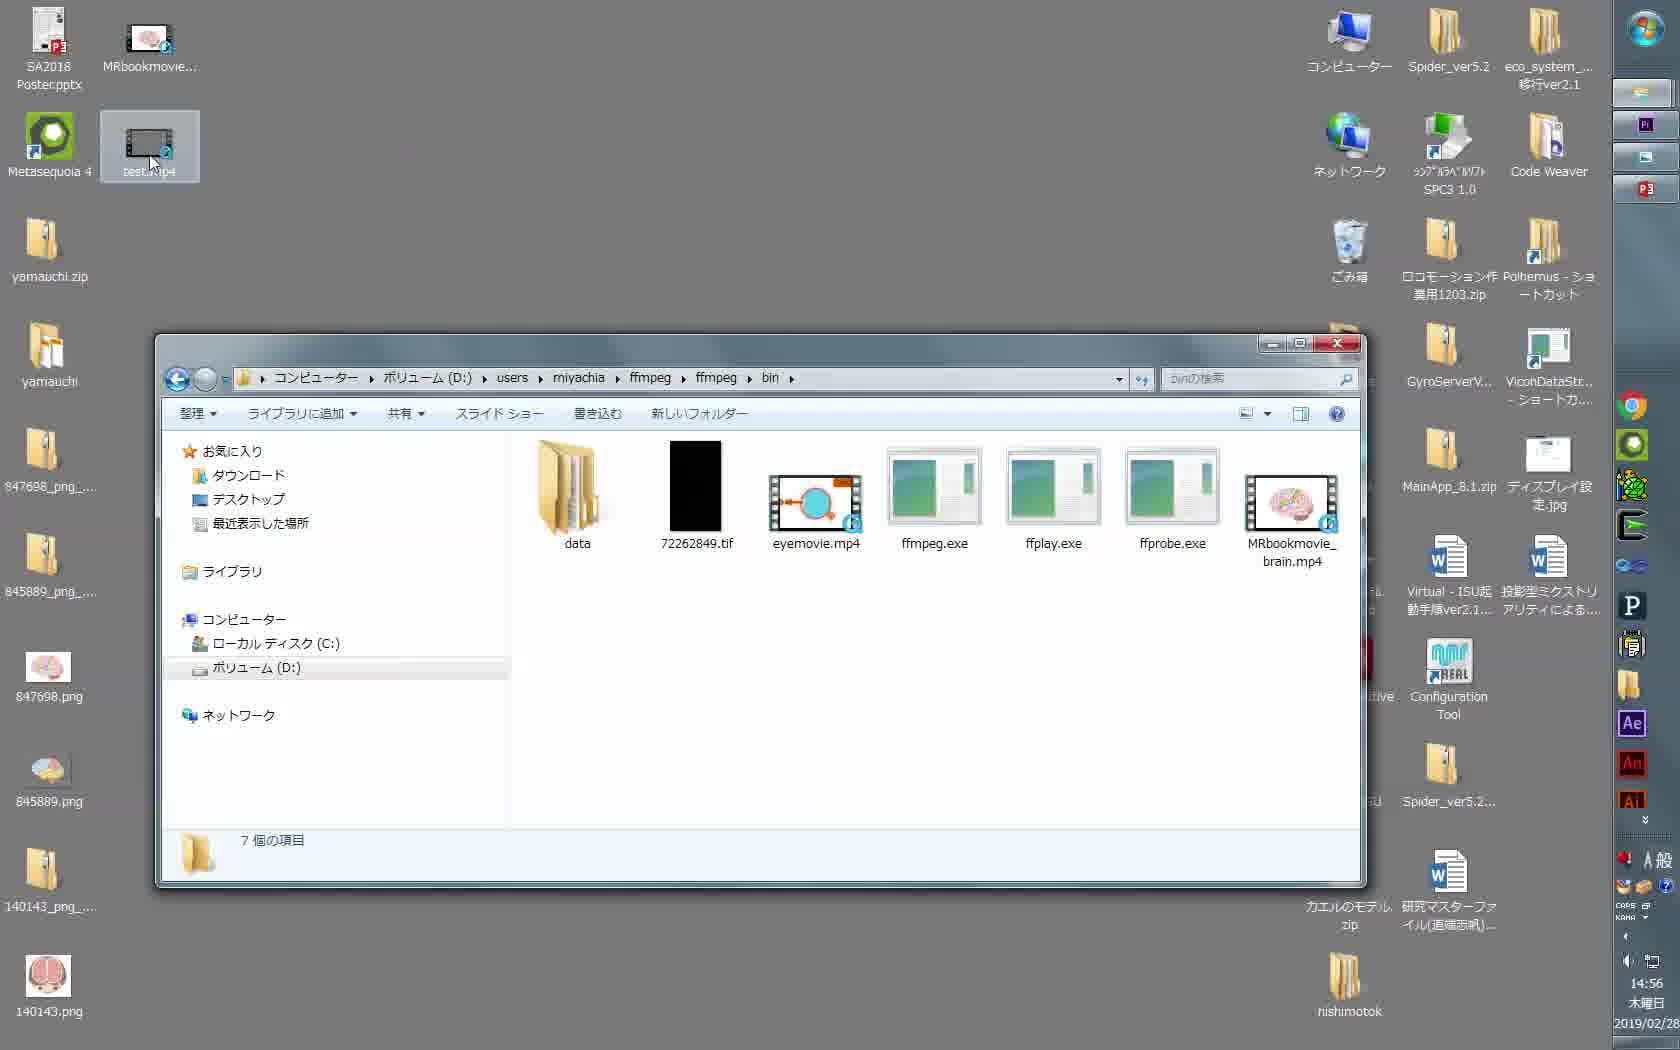 SA2018
Poster.pptx
MRbookmovie...
Metasequoia 4
test.mp4
yamauchi.zip
yamauchi
847698_png_....
845889_png_....
847698.png
845889.png
140143_png_....
140143.png
コンピューター
Spider_ver5.2
eco_system_...
移行ver2.1
ネットワーク
SPC3 1.0
Code Weaver
ごみ箱
ロコモーション作
業用1203.zip
Polhemus - ショ
ートカット
GyroServerV...
ViconDataStr...
- ショートカ....
MainApp_8.1.zip
ディスプレイ設
定.jpg
Virtual - ISU起
動手順ver2.1...
投影型ミクストリ
アリティによる....
Configuration
Tool
Spider_ver5.2...
カエルのモデル.
zip
研究マスターファ
イル(道端志帆)...
nishimotok
コンピューター ボリューム (D:) users miyachia ffmpeg ffmpeg bin
binの検索
整理 ライブラリに追加 共有 スライド ショー 書き込む 新しいフォルダー
お気に入り
ダウンロード
デスクトップ
最近表示した場所
ライブラリ
コンピューター
ローカル ディスク (C:)
ボリューム (D:)
ネットワーク
data
72262849.tif
eyemovie.mp4
ffmpeg.exe
ffplay.exe
ffprobe.exe
MRbookmovie_
brain.mp4
7 個の項目
REAL
Ae
An
Ai
A 般
CAPS
KANA
14:56
木曜日
2019/02/28